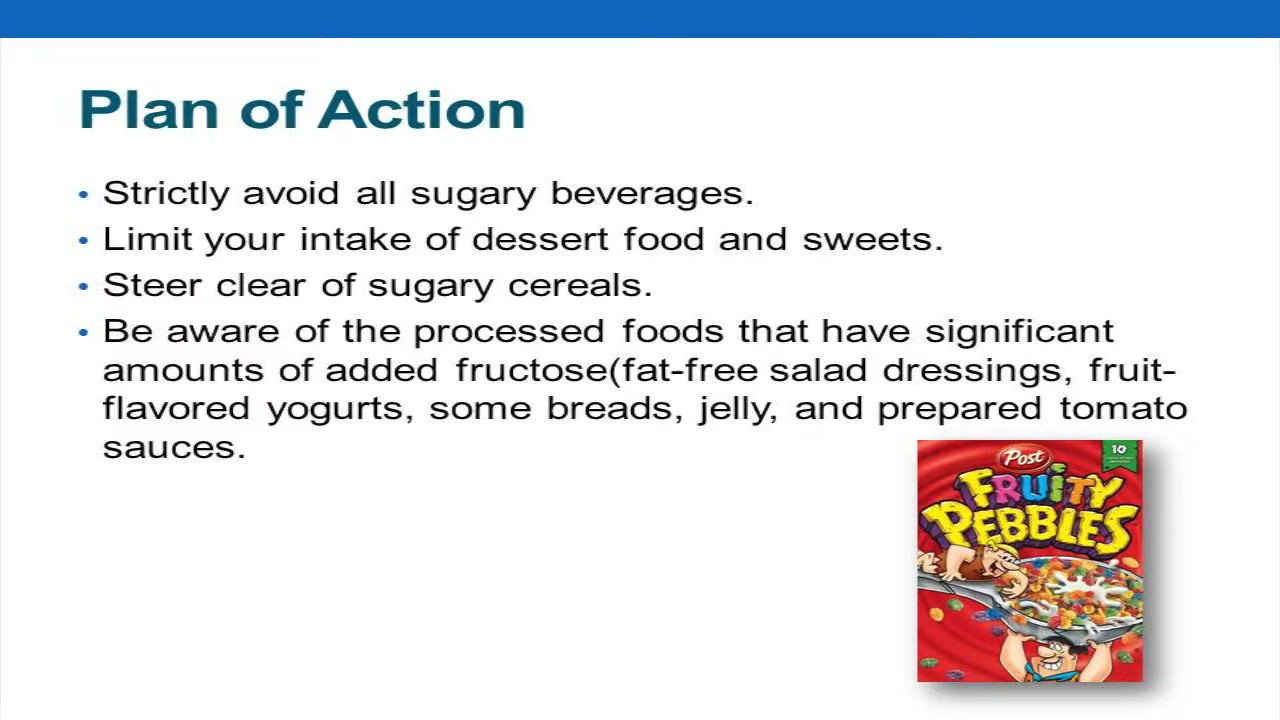 Plan of Action
• Strictly avoid all sugary beverages.
• Limit your intake of dessert food and sweets.
• Steer clear of sugary cereals.
• Be aware of the processed foods that have significant
amounts of added fructose(fat-free salad dressings, fruit-
flavored yogurts, some breads, jelly, and prepared tomato
sauces.
Post
10
FRUITY
PEBBLES